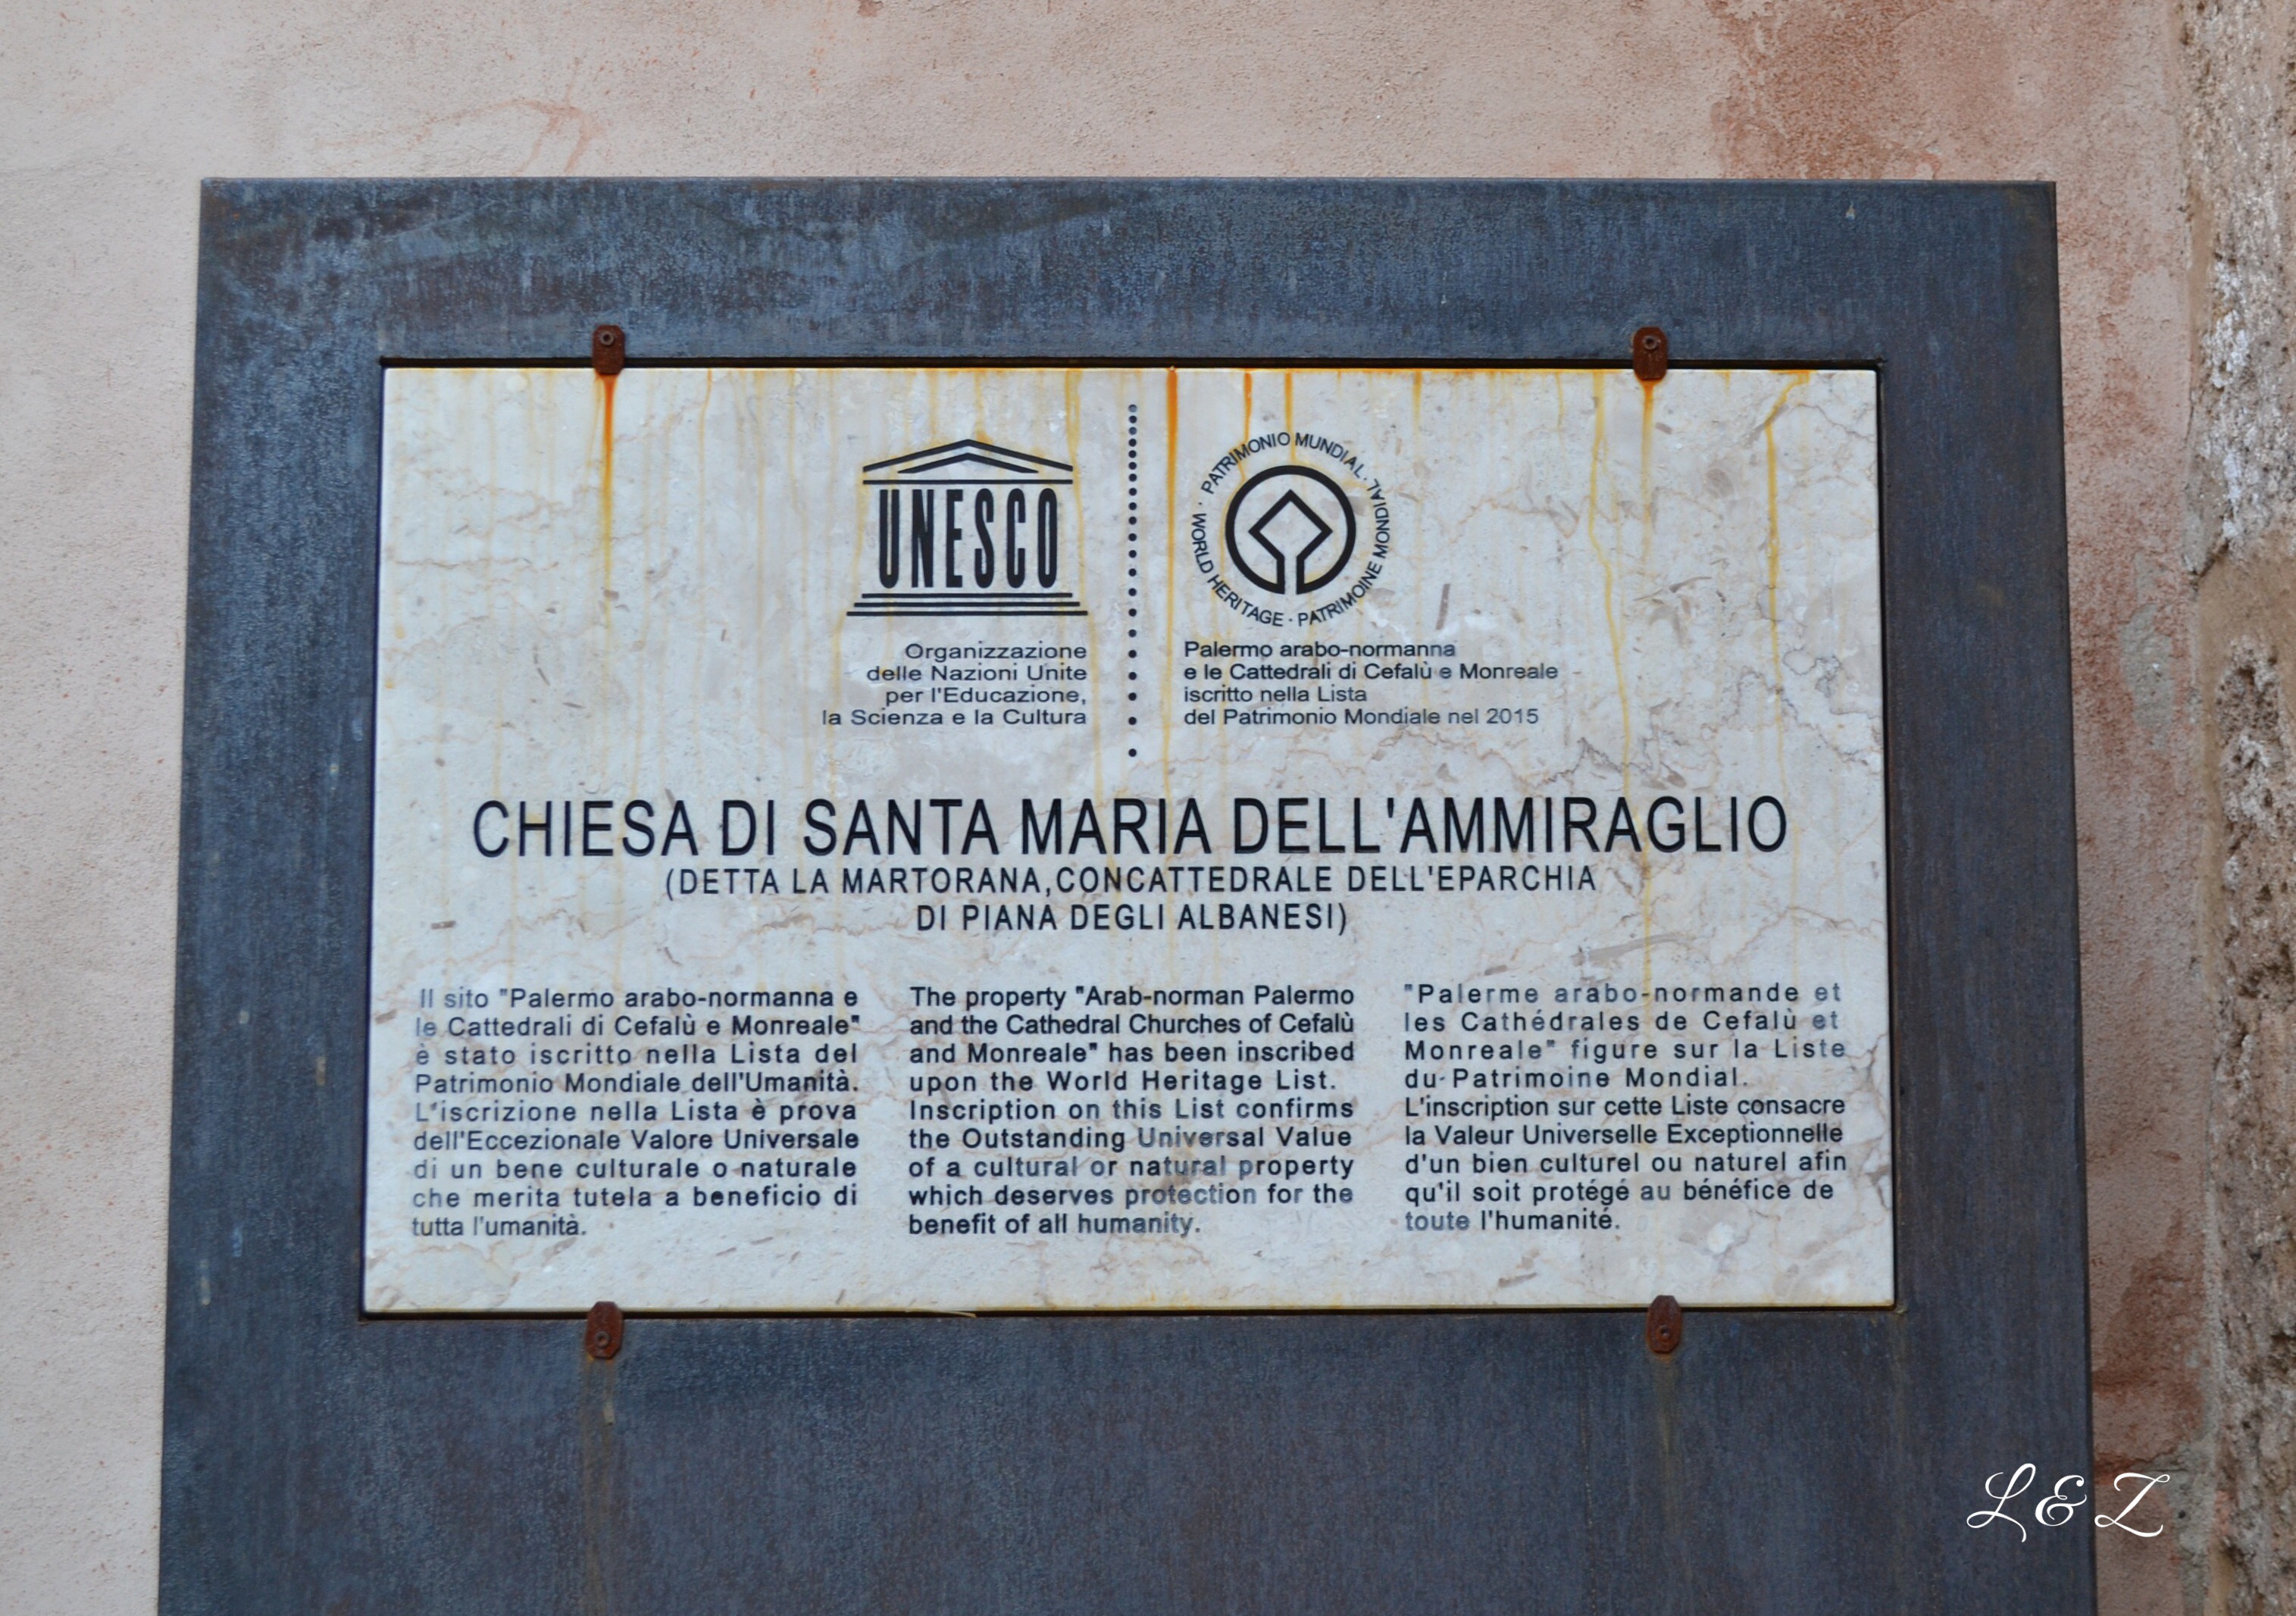 UNESCO
Organizzazione
delle Nazioni Unite
per l'Educazione,
la Scienza e la Cultura
PATRIMONIO MUNDIAL · WORLD HERITAGE · PATRIMOINE MONDIAL ·
Palermo arabo-normanna
e le Cattedrali di Cefalù e Monreale
iscritto nella Lista
del Patrimonio Mondiale nel 2015
CHIESA DI SANTA MARIA DELL'AMMIRAGLIO
(DETTA LA MARTORANA,CONCATTEDRALE DELL'EPARCHIA
DI PIANA DEGLI ALBANESI)
Il sito "Palermo arabo-normanna e
le Cattedrali di Cefalù e Monreale"
è stato iscritto nella Lista del
Patrimonio Mondiale dell'Umanità.
L'iscrizione nella Lista è prova
dell'Eccezionale Valore Universale
di un bene culturale o naturale
che merita tutela a beneficio di
tutta l'umanità.
The property "Arab-norman Palermo
and the Cathedral Churches of Cefalù
and Monreale" has been inscribed
upon the World Heritage List.
Inscription on this List confirms
the Outstanding Universal Value
of a cultural or natural property
which deserves protection for the
benefit of all humanity.
"Palerme arabo-normande et
les Cathédrales de Cefalù et
Monreale" figure sur la Liste
du Patrimoine Mondial.
L'inscription sur cette Liste consacre
la Valeur Universelle Exceptionnelle
d'un bien culturel ou naturel afin
qu'il soit protégé au bénéfice de
toute l'humanité.
L&Z